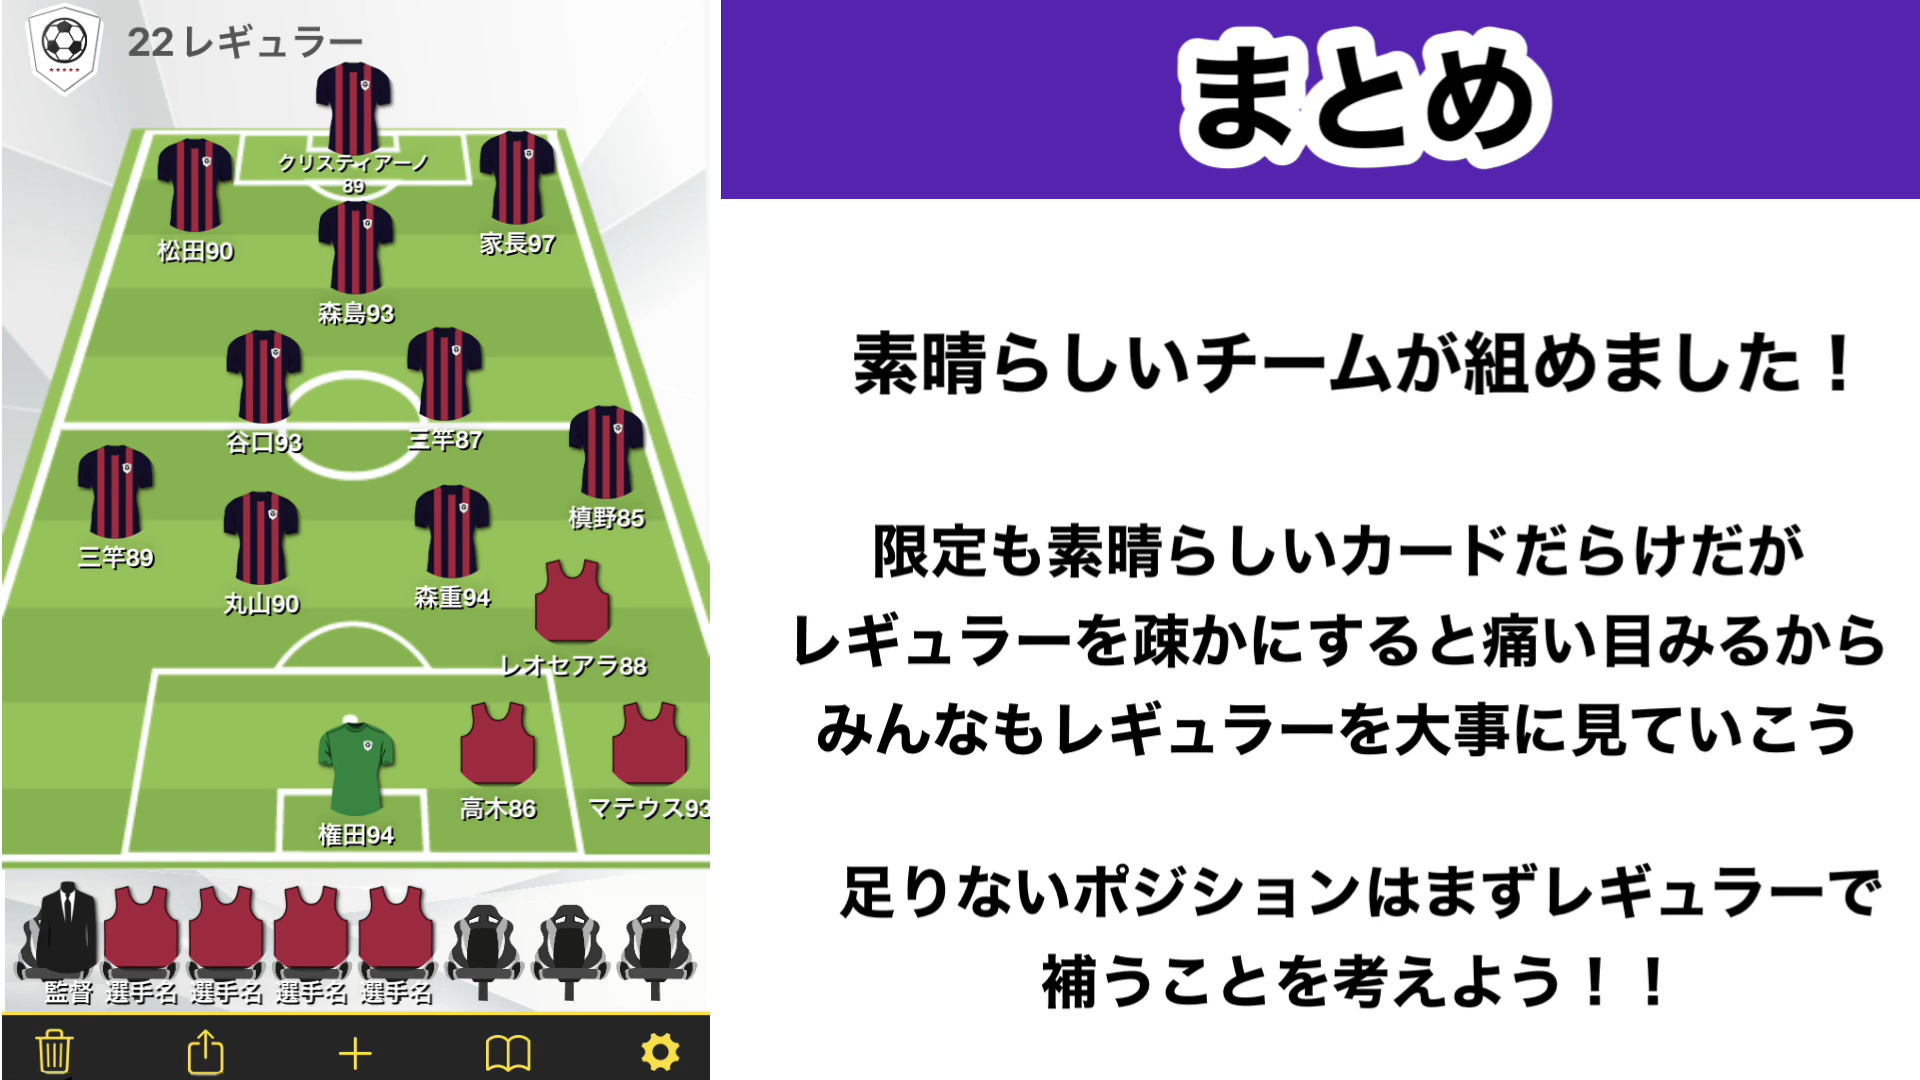 22レギュラー
クリスティアーノ
89
松田90
家長97
森島93
谷口93
三竿87
槙野85
三竿89
丸山90
森重94
レオセアラ88
高木86
マテウス93
権田94
監督
選手名
選手名
選手名
選手名
まとめ
素晴らしいチームが組めました！
限定も素晴らしいカードだらけだが
レギュラーを疎かにすると痛い目みるから
みんなもレギュラーを大事に見ていこう
足りないポジションはまずレギュラーで
補うことを考えよう！！